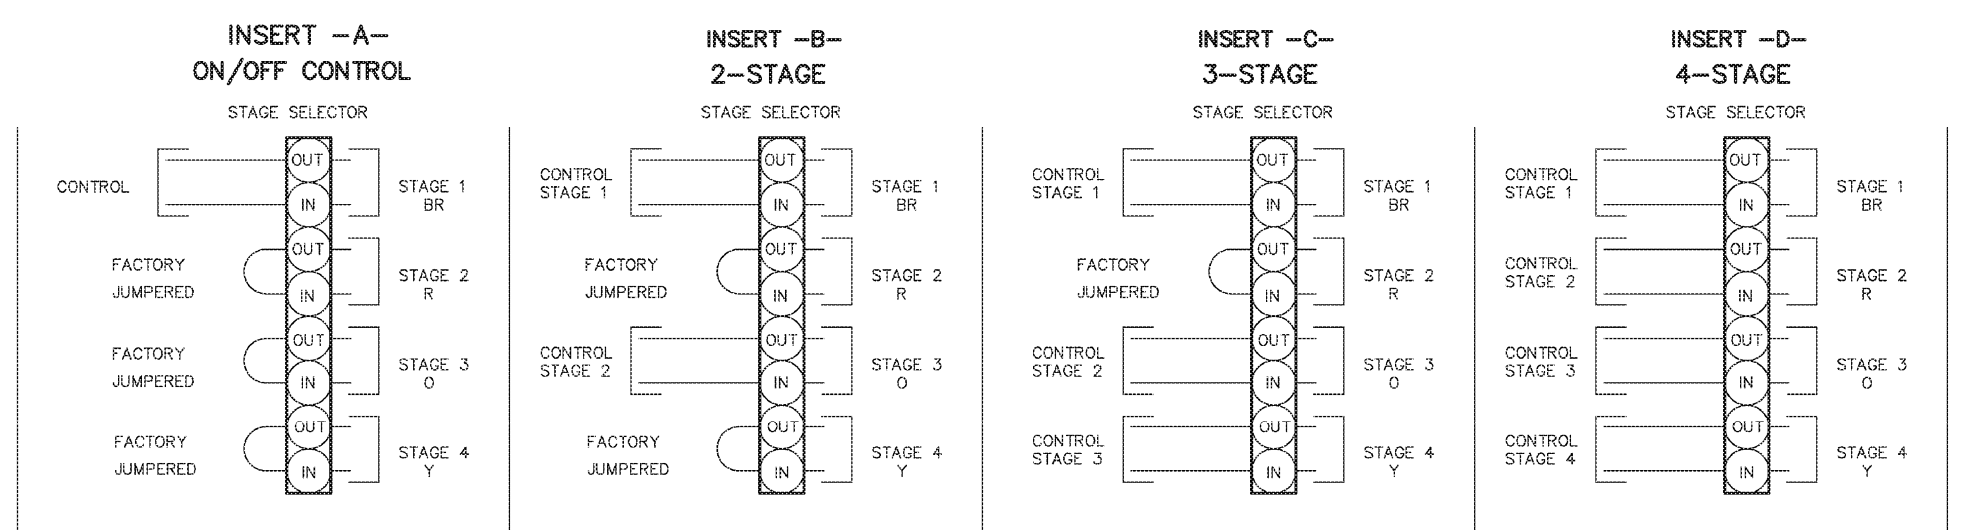 INSERT -A-
ON/OFF CONTROL
STAGE SELECTOR
CONTROL
OUT
IN
STAGE 1
BR
FACTORY
JUMPERED
OUT
IN
STAGE 2
R
FACTORY
JUMPERED
OUT
IN
STAGE 3
O
FACTORY
JUMPERED
OUT
IN
STAGE 4
Y
INSERT -B-
2-STAGE
STAGE SELECTOR
CONTROL
STAGE 1
OUT
IN
STAGE 1
BR
FACTORY
JUMPERED
OUT
IN
STAGE 2
R
CONTROL
STAGE 2
OUT
IN
STAGE 3
O
FACTORY
JUMPERED
OUT
IN
STAGE 4
Y
INSERT -C-
3-STAGE
STAGE SELECTOR
CONTROL
STAGE 1
OUT
IN
STAGE 1
BR
FACTORY
JUMPERED
OUT
IN
STAGE 2
R
CONTROL
STAGE 2
OUT
IN
STAGE 3
O
CONTROL
STAGE 3
OUT
IN
STAGE 4
Y
INSERT -D-
4-STAGE
STAGE SELECTOR
CONTROL
STAGE 1
OUT
IN
STAGE 1
BR
CONTROL
STAGE 2
OUT
IN
STAGE 2
R
CONTROL
STAGE 3
OUT
IN
STAGE 3
O
CONTROL
STAGE 4
OUT
IN
STAGE 4
Y